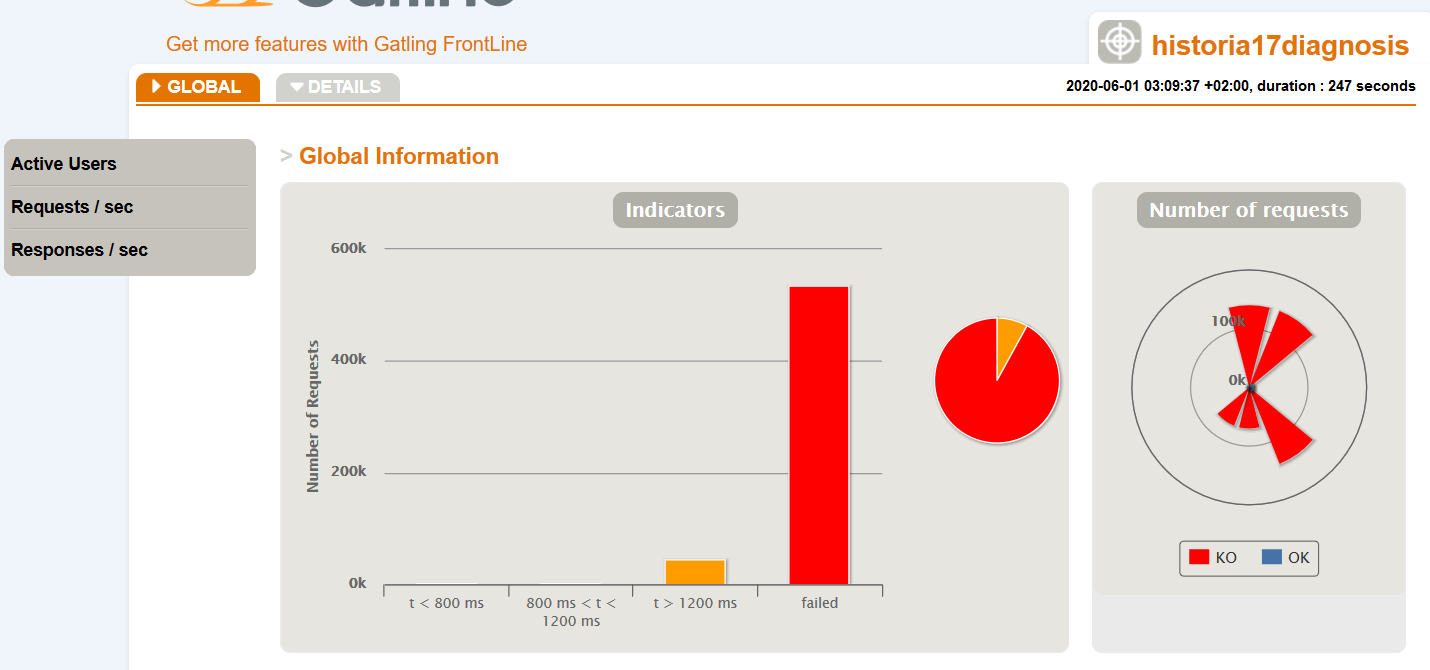 Get more features with Gatling FrontLine
historia17diagnosis
GLOBAL
DETAILS
2020-06-01 03:09:37 +02:00, duration : 247 seconds
Active Users
Requests / sec
Responses / sec
> Global Information
Indicators
Number of Requests
600k
400k
200k
0k
t < 800 ms
800 ms < t <
1200 ms
t > 1200 ms
failed
Number of requests
100k
0k
KO
OK